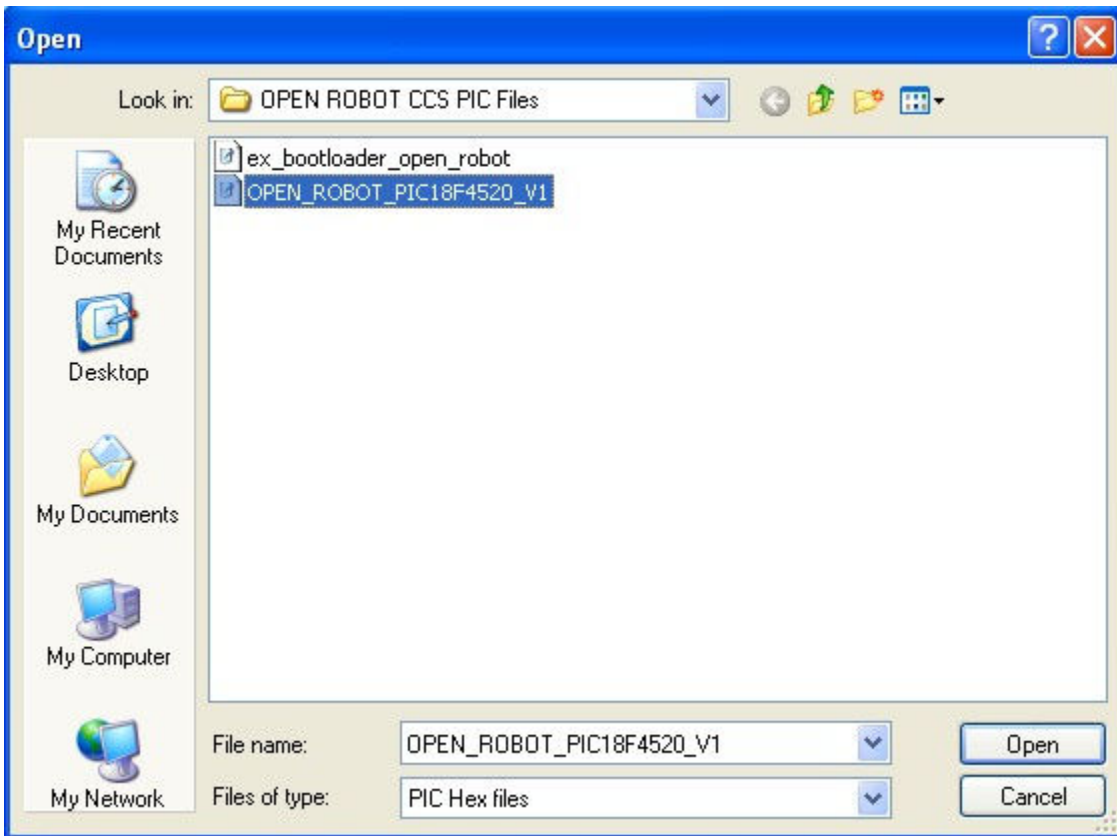 Open
Look in: OPEN ROBOT CCS PIC Files
ex_bootloader_open_robot
OPEN_ROBOT_PIC18F4520_V1
My Recent
Documents
Desktop
My Documents
My Computer
My Network
File name: OPEN_ROBOT_PIC18F4520_V1 Open
Files of type: PIC Hex files Cancel